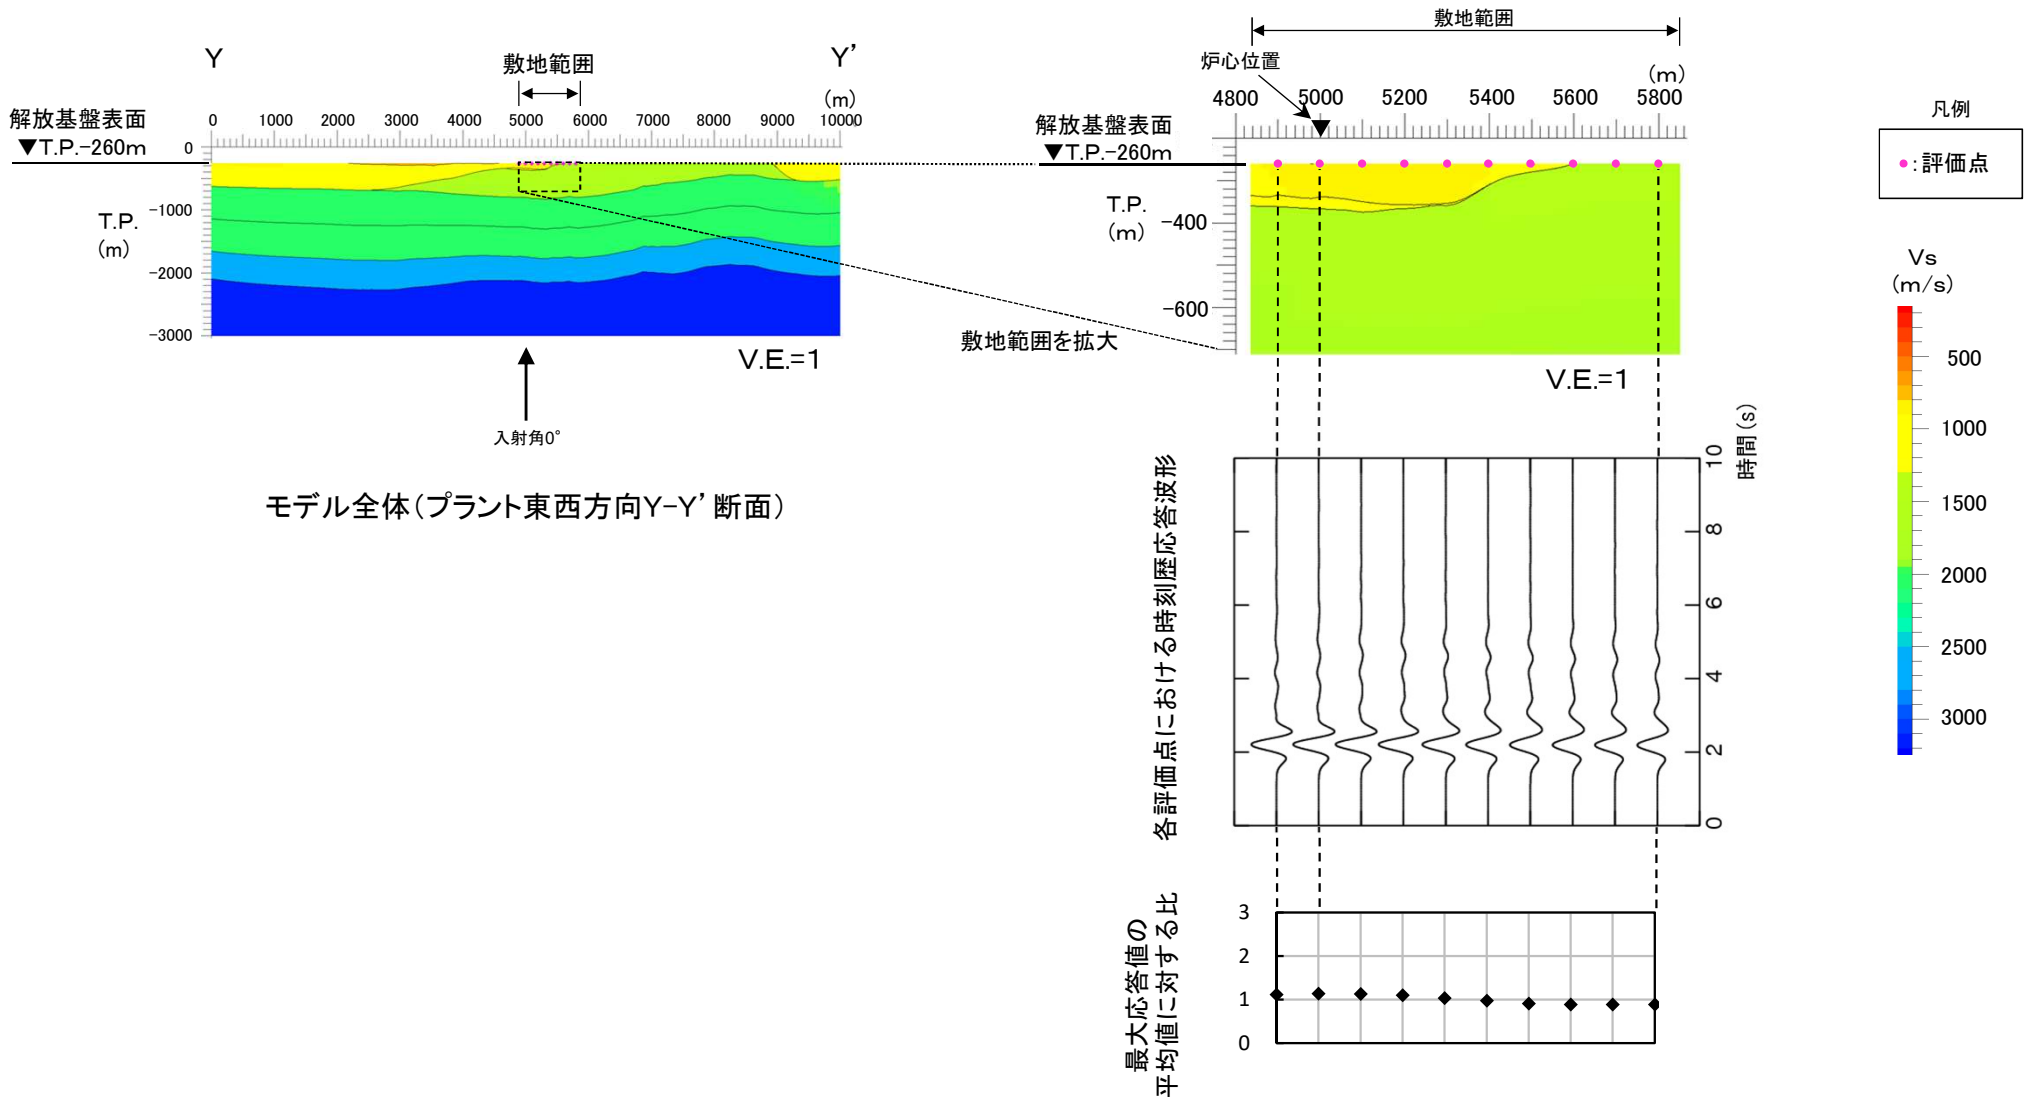 Y
Y’
敷地範囲
(m)
解放基盤表面
▼T.P.-260m
0 1000 2000 3000 4000 5000 6000 7000 8000 9000 10000
0
-1000
-2000
-3000
T.P.
(m)
V.E.=1
入射角0°
モデル全体(プラント東西方向Y-Y’断面)
敷地範囲
炉心位置
(m)
4800 5000 5200 5400 5600 5800
解放基盤表面
▼T.P.-260m
T.P.
(m)
-400
-600
敷地範囲を拡大
V.E.=1
凡例
●:評価点
Vs
(m/s)
500
1000
1500
2000
2500
3000
各評価点における時刻歴応答波形
時間(s)
10
8
6
4
2
0
最大応答値の
平均値に対する比
3
2
1
0